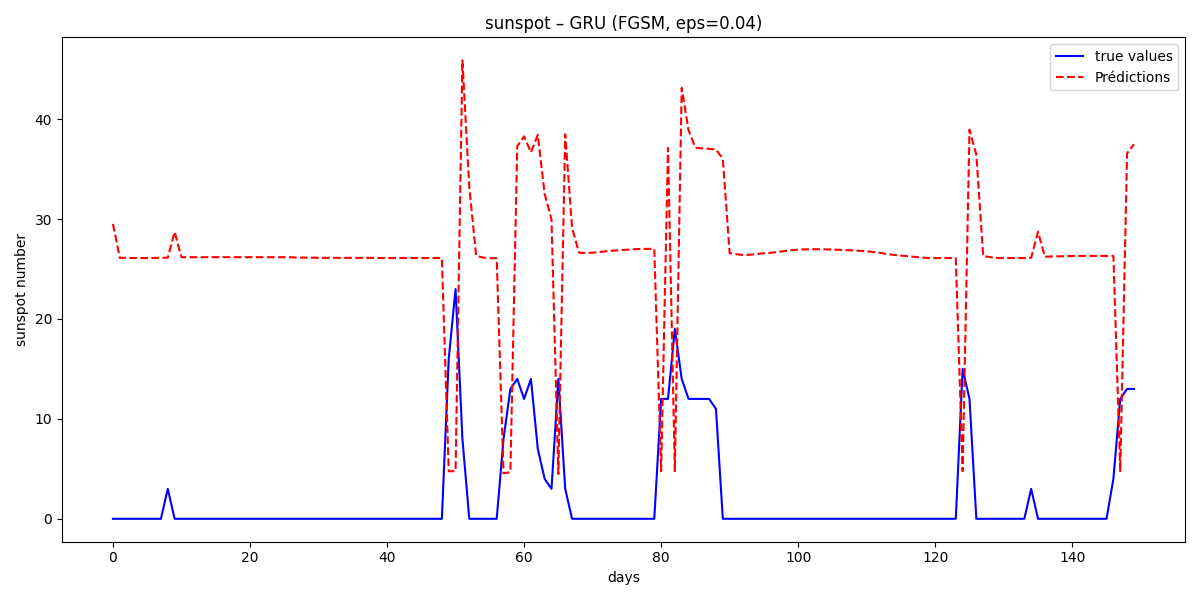 sunspot – GRU (FGSM, eps=0.04)
true values
Prédictions
sunspot number
40
30
20
10
0
0 20 40 60 80 100 120 140
days